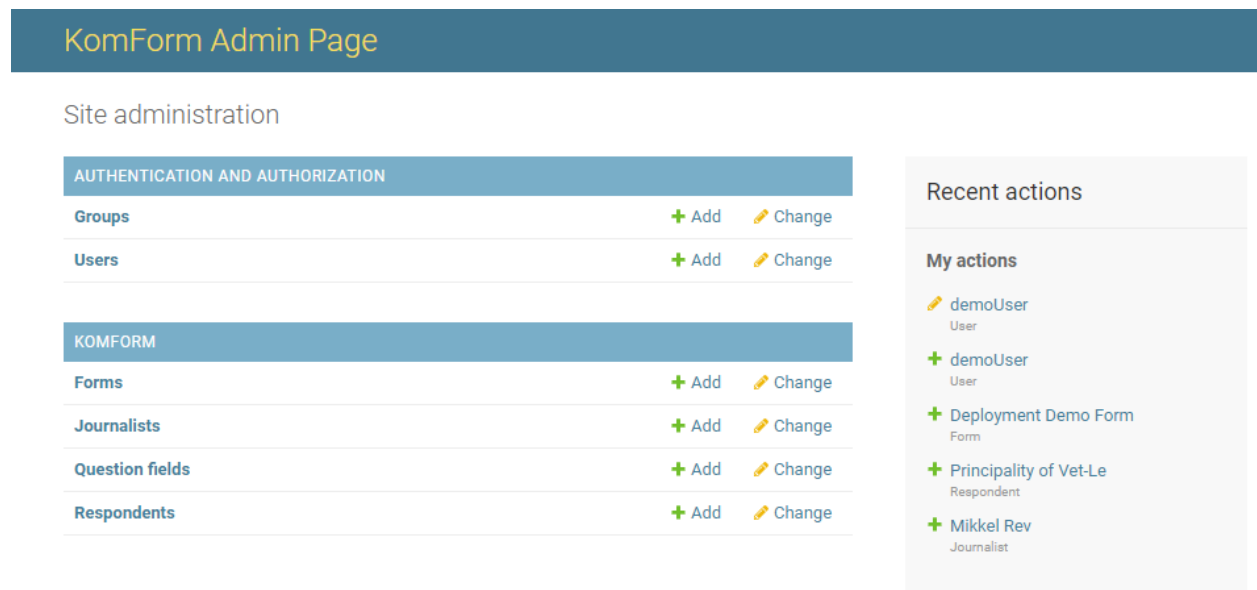 KomForm Admin Page
Site administration
AUTHENTICATION AND AUTHORIZATION
Groups Add Change
Users Add Change
KOMFORM
Forms Add Change
Journalists Add Change
Question fields Add Change
Respondents Add Change
Recent actions
My actions
demoUser
User
demoUser
User
Deployment Demo Form
Form
Principality of Vet-Le
Respondent
Mikkel Rev
Journalist